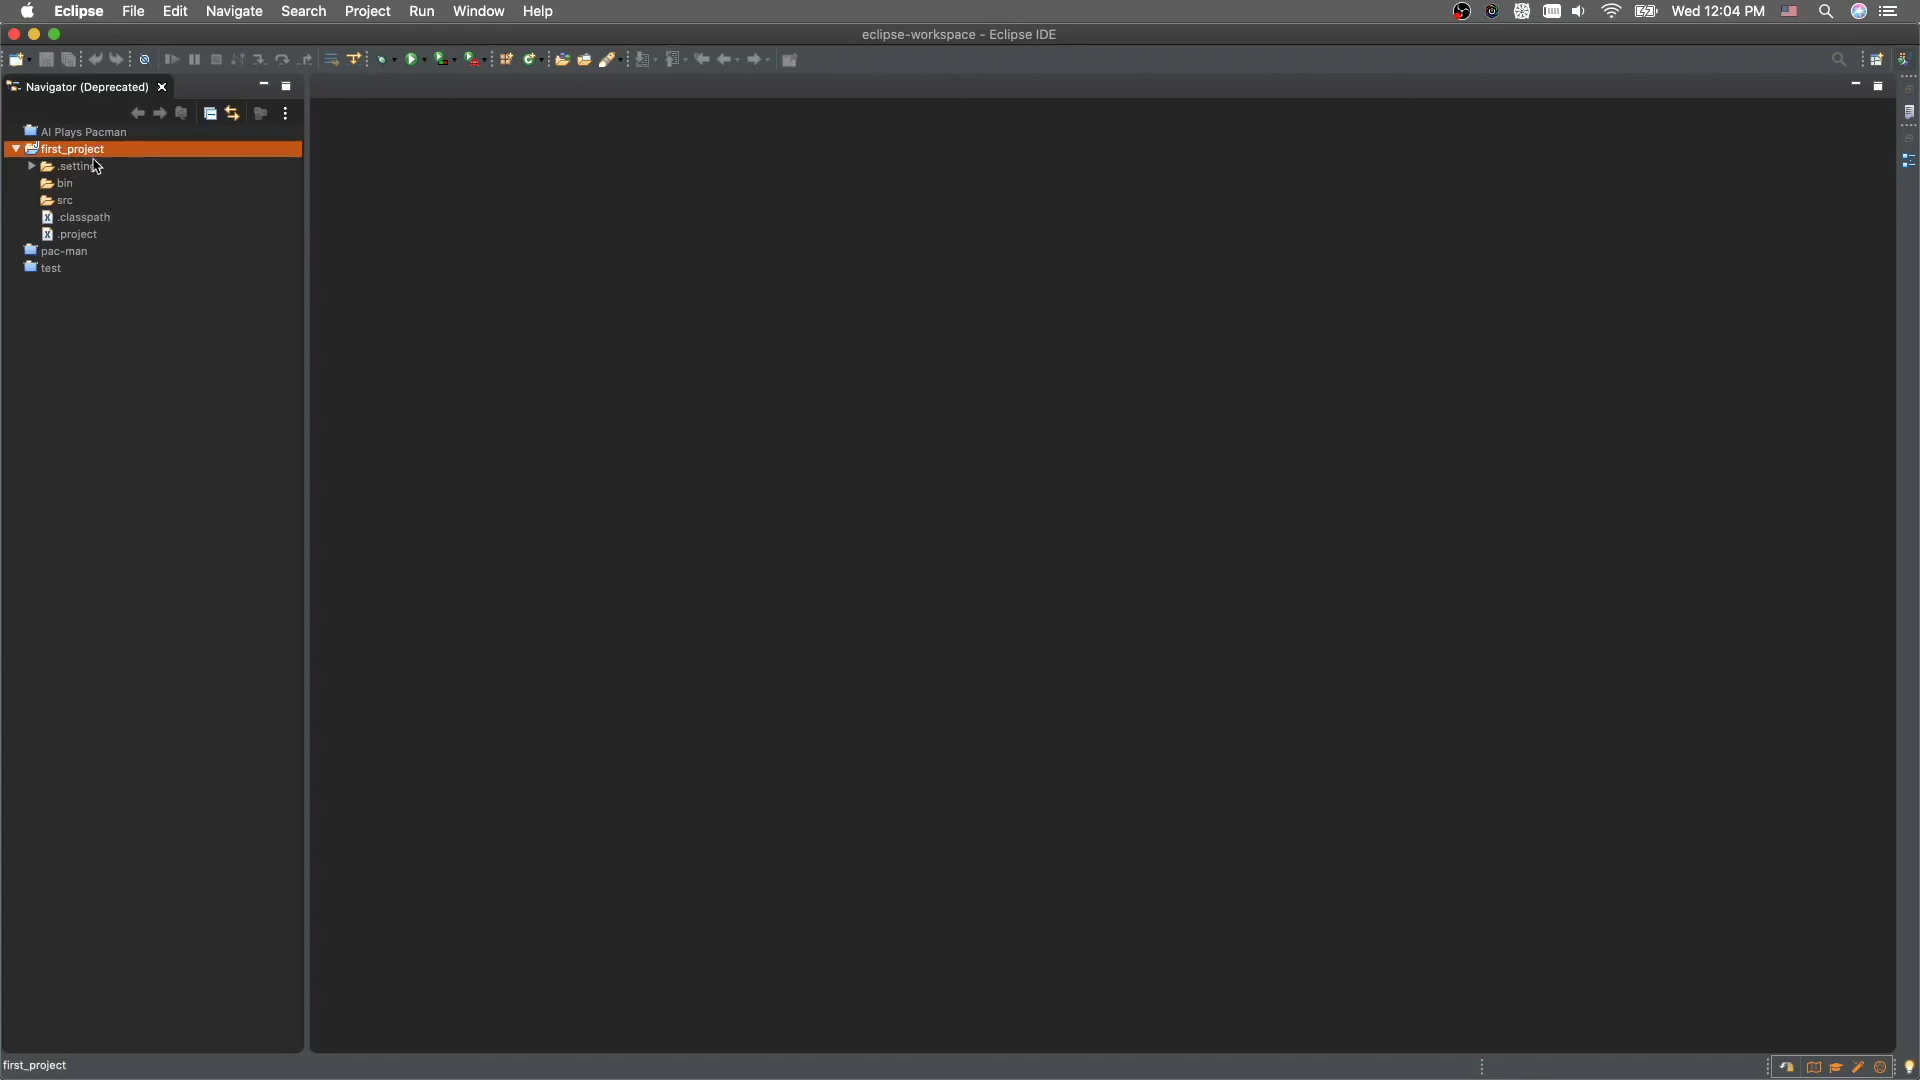 Eclipse File Edit Navigate Search Project Run Window Help Wed 12:04 PM
eclipse-workspace - Eclipse IDE
Navigator (Deprecated)
AI Plays Pacman
first_project
bin
src
.classpath
.project
pac-man
test
first_project